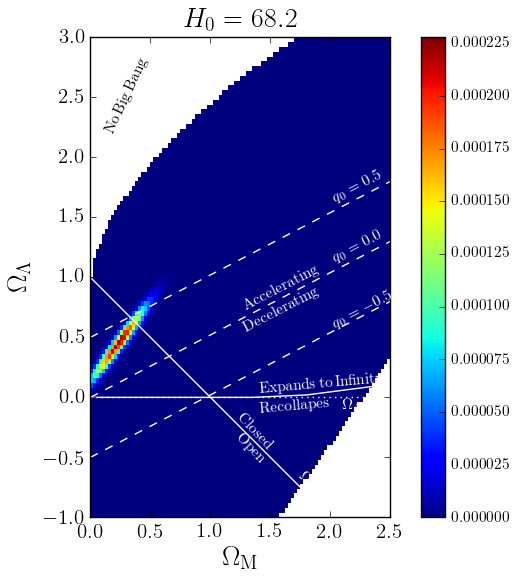 H₀ = 68.2
3.0
2.5
2.0
1.5
1.0
0.5
0.0
−0.5
−1.0
Ω_Λ
No Big Bang
q₀ = 0.5
q₀ = 0.0
Accelerating
Decelerating
q₀ = −0.5
Expands to Infinit
Recollapses Ω
Closed
Open
0.0 0.5 1.0 1.5 2.0 2.5
Ω_M
0.000225
0.000200
0.000175
0.000150
0.000125
0.000100
0.000075
0.000050
0.000025
0.000000